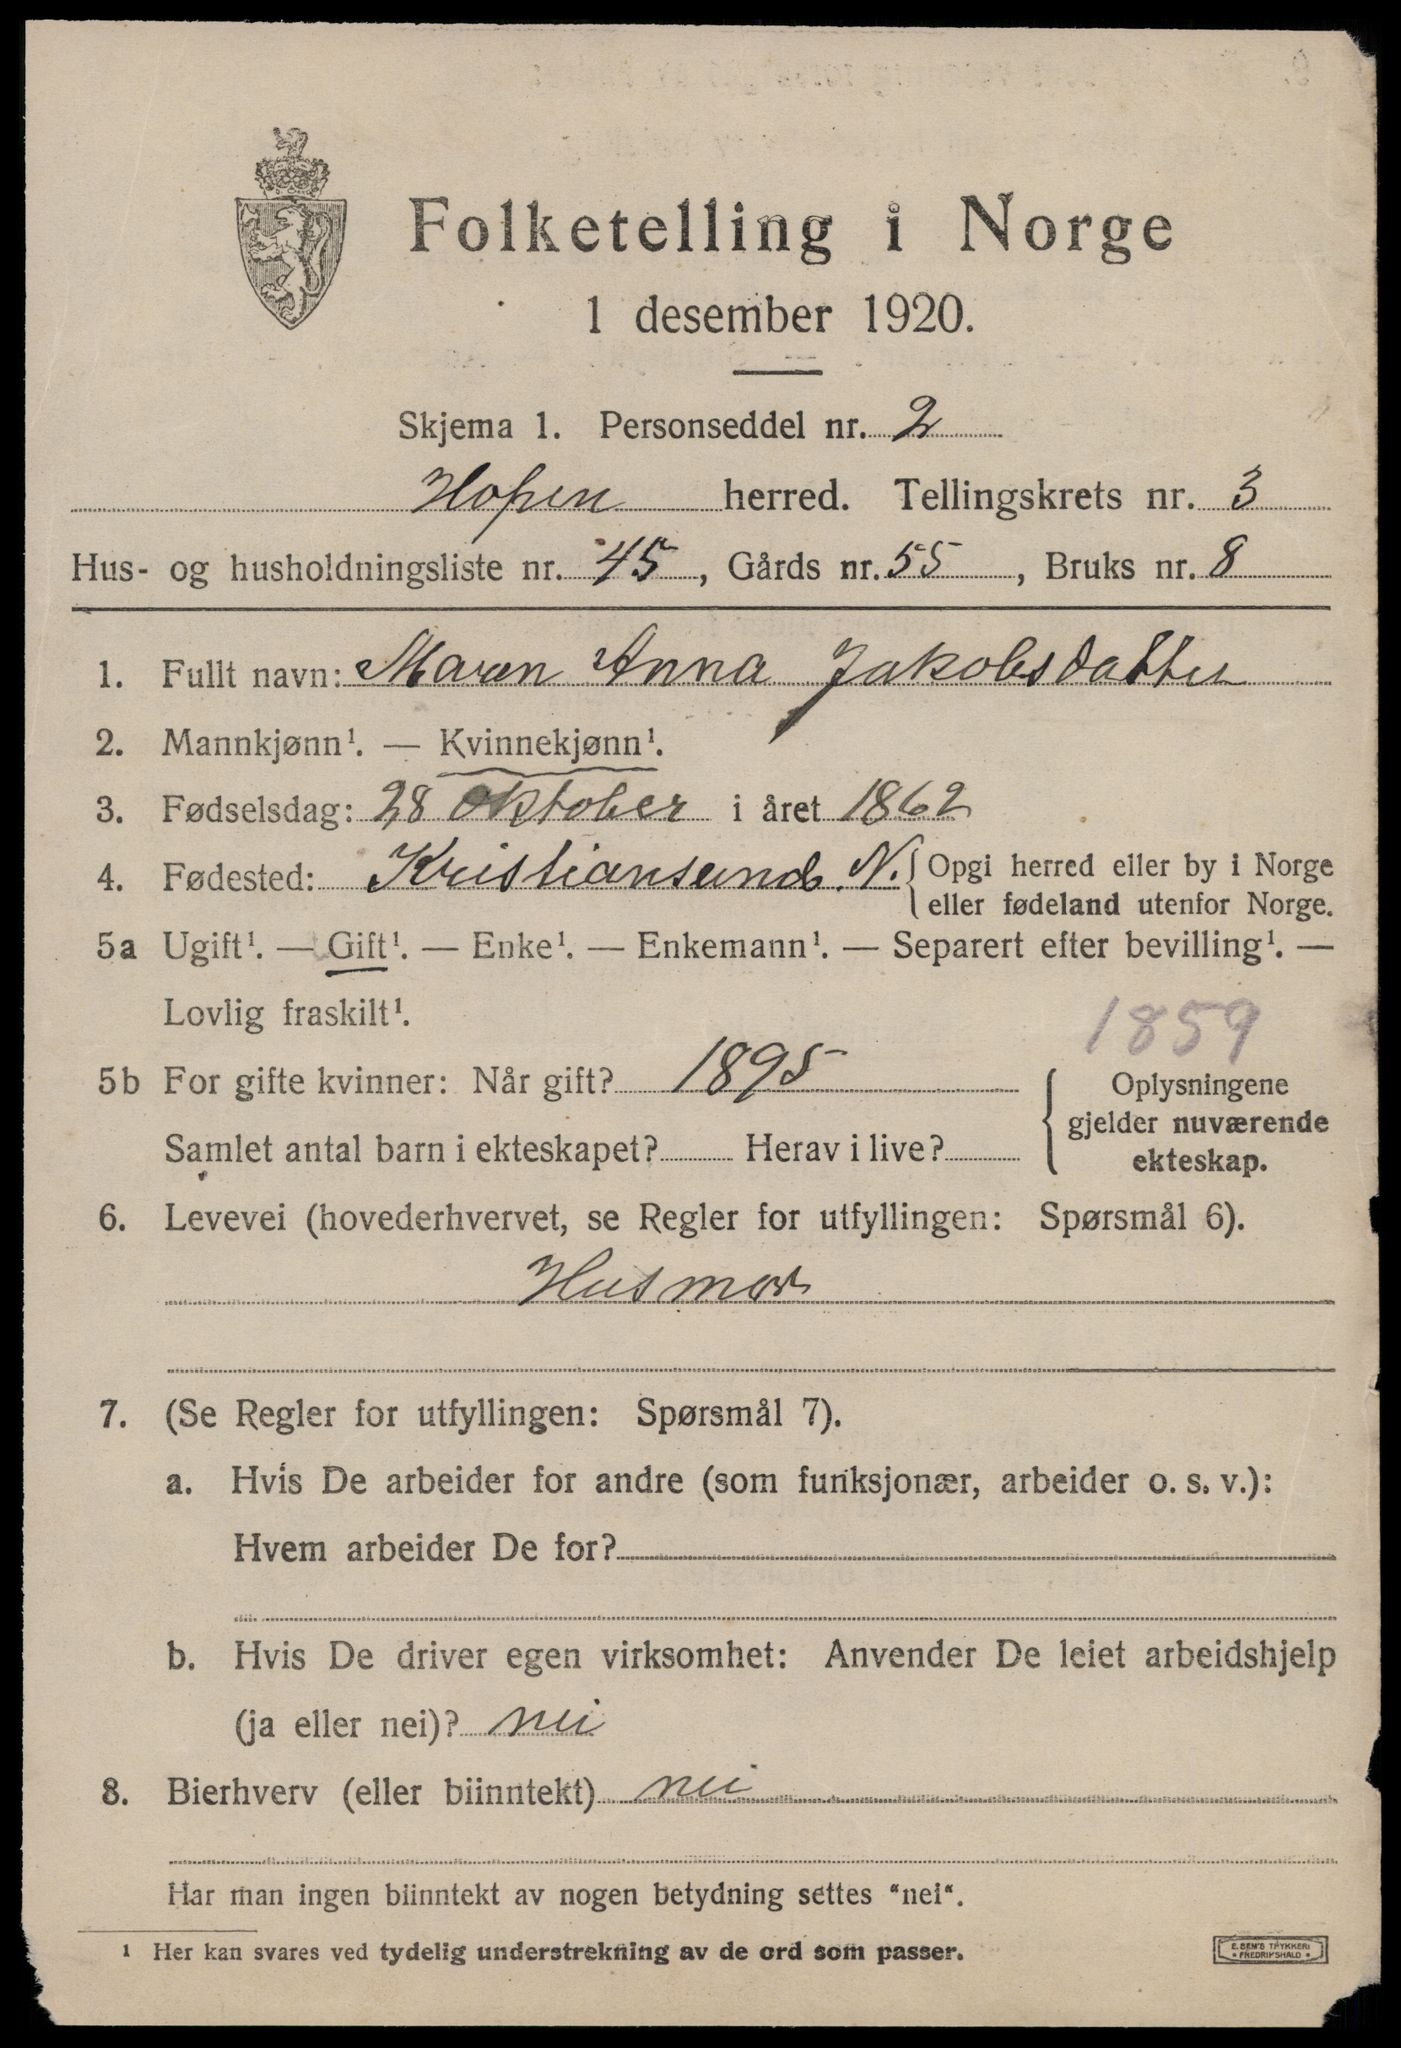 Folketelling i Norge
1 desember 1920.
Skjema 1. Personseddel nr. 2
Hopen herred. Tellingskrets nr. 3
Hus- og husholdningsliste nr. 45, Gårds nr. 55, Bruks nr. 8
1. Fullt navn: Maren Anna Jakobsdatter
2. Mannkjønn¹. — Kvinnekjønn¹.
3. Fødselsdag: 28 Oktober i året 1862
4. Fødested: Kristiansund N. { Opgi herred eller by i Norge
eller fødeland utenfor Norge.
5a Ugift¹. — Gift¹. — Enke¹. — Enkemann¹. — Separert efter bevilling¹. —
Lovlig fraskilt¹.
1859
5b For gifte kvinner: Når gift? 1895
Samlet antal barn i ekteskapet? Herav i live?
{ Oplysningene
gjelder nuværende
ekteskap.
6. Levevei (hovederhvervet, se Regler for utfyllingen: Spørsmål 6).
Husmor
7. (Se Regler for utfyllingen: Spørsmål 7).
a. Hvis De arbeider for andre (som funksjonær, arbeider o. s. v.):
Hvem arbeider De for?
b. Hvis De driver egen virksomhet: Anvender De leiet arbeidshjelp
(ja eller nei)? nei
8. Bierhverv (eller biinntekt) nei
Har man ingen biinntekt av nogen betydning settes "nei".
¹ Her kan svares ved tydelig understrekning av de ord som passer.
E. SEM'S TRYKKERI
* FREDRIKSHALD *